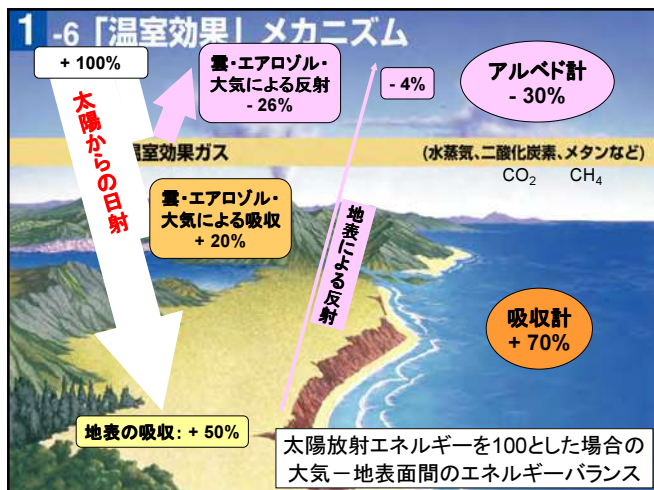 1 -6 「温室効果」メカニズム
+ 100%
雲・エアロゾル・
大気による反射
- 26%
- 4%
アルベド計
- 30%
太陽からの日射
室効果ガス
(水蒸気、二酸化炭素、メタンなど)
CO₂ CH₄
雲・エアロゾル・
大気による吸収
+ 20%
地表による反射
吸収計
+ 70%
地表の吸収: + 50%
太陽放射エネルギーを100とした場合の
大気－地表面間のエネルギーバランス